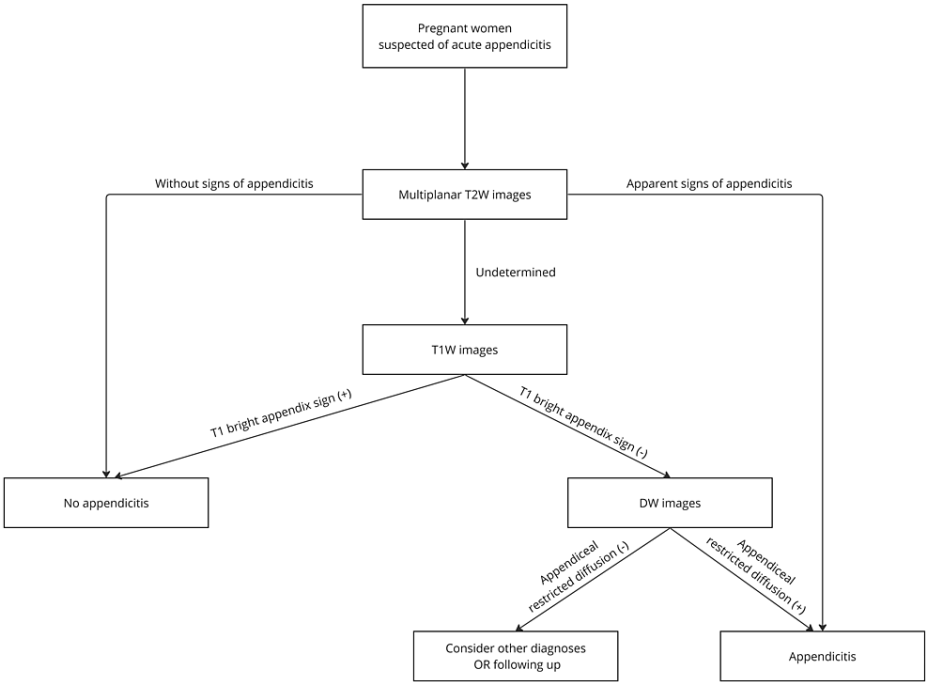 Pregnant women
suspected of acute appendicitis
Without signs of appendicitis
Multiplanar T2W images
Apparent signs of appendicitis
Undetermined
T1W images
T1 bright appendix sign (+)
T1 bright appendix sign (-)
No appendicitis
DW images
Appendiceal
restricted diffusion (-)
Appendiceal
restricted diffusion (+)
Consider other diagnoses
OR following up
Appendicitis